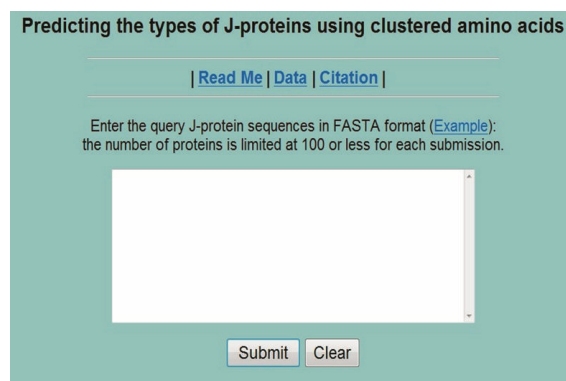 Predicting the types of J-proteins using clustered amino acids
| Read Me | Data | Citation |
Enter the query J-protein sequences in FASTA format (Example):
the number of proteins is limited at 100 or less for each submission.
Submit Clear